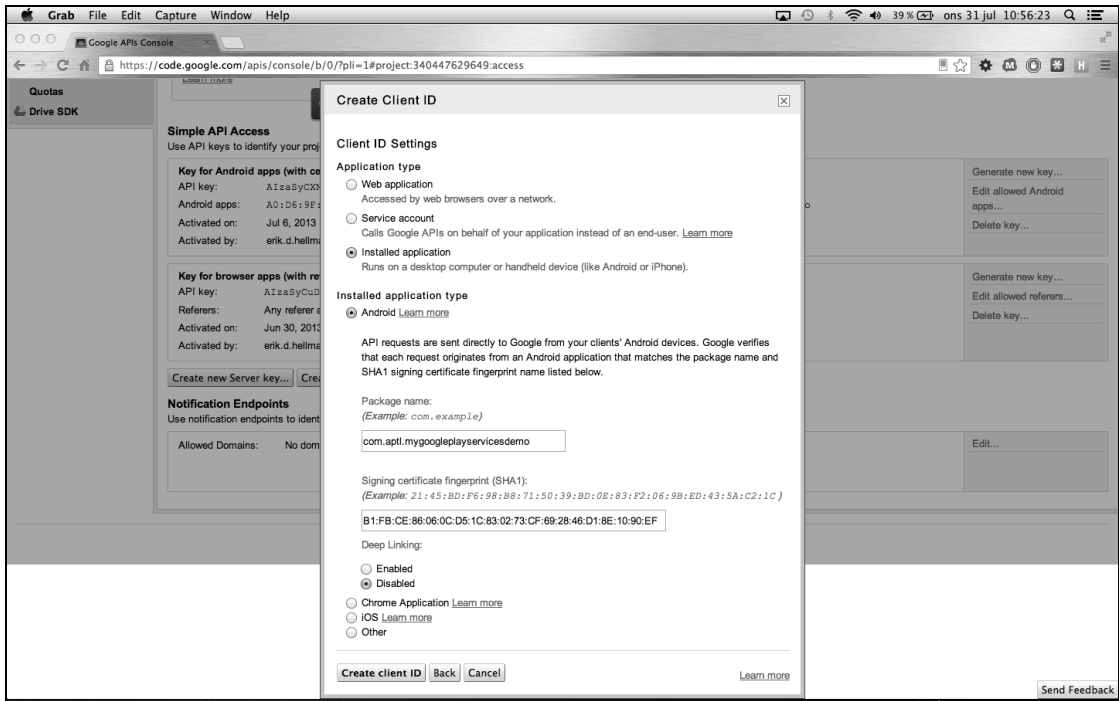 Grab File Edit Capture Window Help
39 % ons 31 jul 10:56:23
Google APIs Console
https://code.google.com/apis/console/b/0/?pli=1#project:340447629649:access
Quotas
Drive SDK
Learn more
Simple API Access
Use API keys to identify your
Key for Android apps (with
API key:
Android apps: A0:D6:9F:
Activated on: Jul 6, 2013
Activated by:
Generate new key...
Edit allowed Android
apps...
Delete key...
Key for browser apps (with
API key:
Referers: Any referer
Activated on: Jun 30, 2013
Activated by:
Generate new key...
Edit allowed referers...
Delete key...
Create new Server key...
Notification Endpoints
Use notification endpoints to
Allowed Domains: No
Edit...
Create Client ID
Client ID Settings
Application type
Web application
Accessed by web browsers over a network.
Service account
Calls Google APIs on behalf of your application instead of an end-user. Learn more
Installed application
Runs on a desktop computer or handheld device (like Android or iPhone).
Installed application type
Android Learn more
API requests are sent directly to Google from your clients' Android devices. Google verifies
that each request originates from an Android application that matches the package name and
SHA1 signing certificate fingerprint name listed below.
Package name:
(Example: com.example)
com.aptl.mygoogleplayservicesdemo
Signing certificate fingerprint (SHA1):
(Example: 21:45:BD:F6:98:B8:71:50:39:BD:0E:83:F2:06:9B:ED:43:5A:C2:1C )
B1:FB:CE:86:06:0C:D5:1C:83:02:73:CF:69:28:46:D1:8E:10:90:EF
Deep Linking:
Enabled
Disabled
Chrome Application Learn more
iOS Learn more
Other
Create client ID Back Cancel
Learn more
Send Feedback